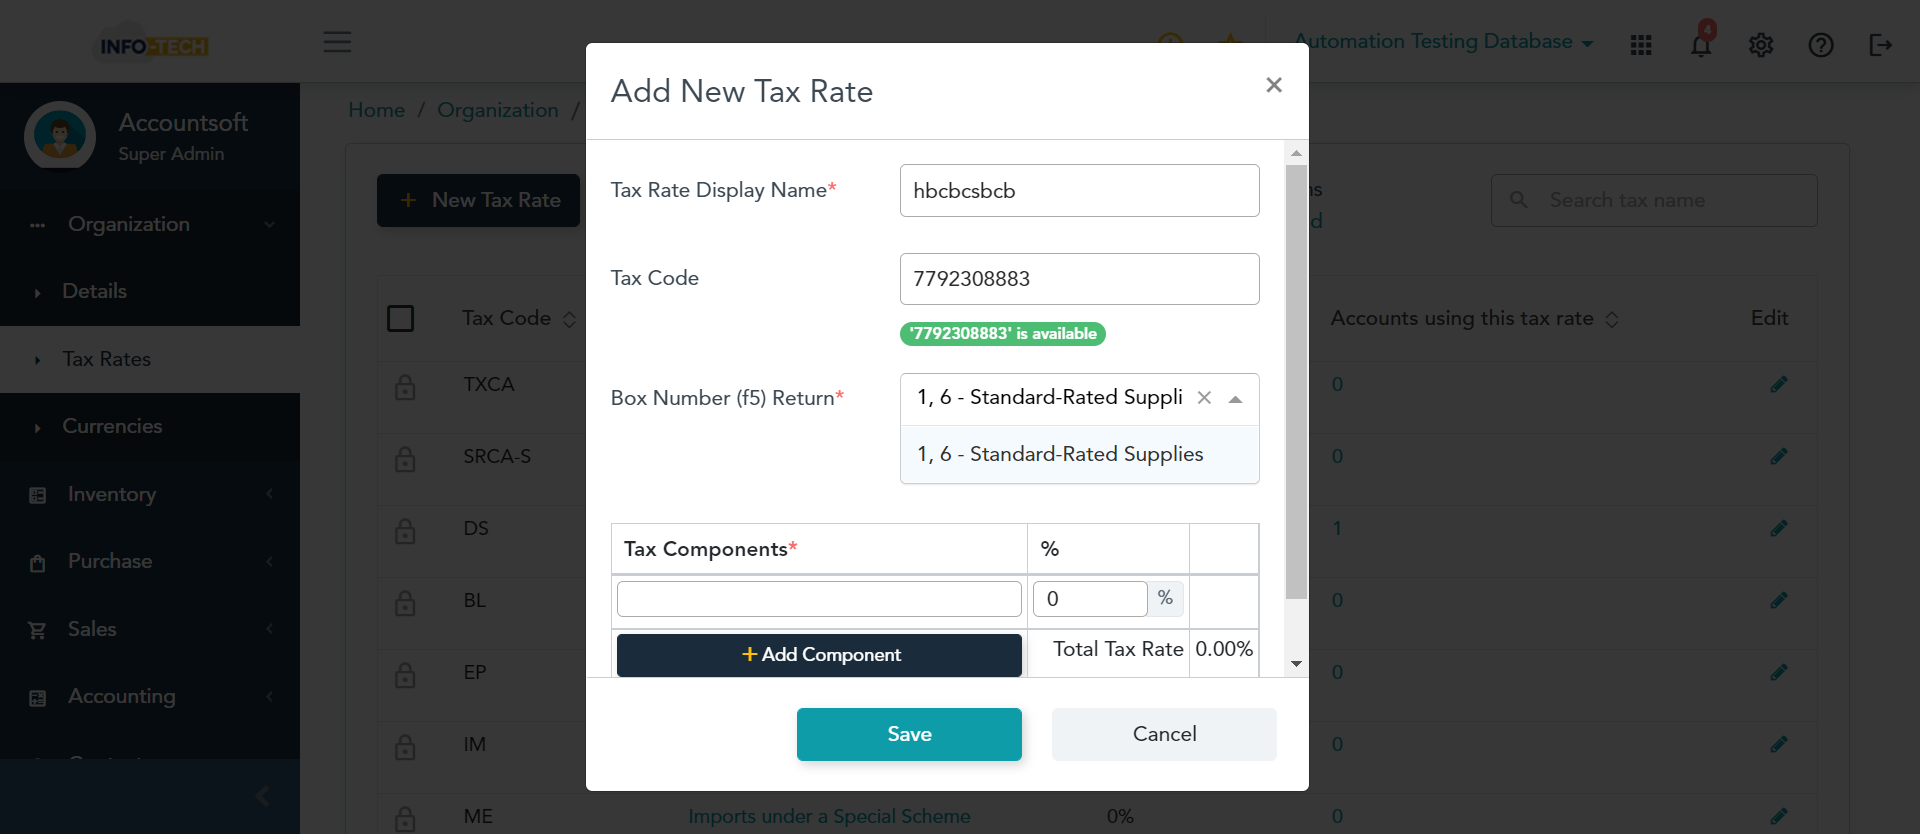 INFO-TECH
Automation Testing Database
4
Accountsoft
Super Admin
Organization
Details
Tax Rates
Currencies
Inventory
Purchase
Sales
Accounting
Home / Organization /
+ New Tax Rate
Search tax name
Tax Code
Accounts using this tax rate
Edit
TXCA
0
SRCA-S
0
DS
1
BL
0
EP
0
IM
0
ME
Imports under a Special Scheme
0%
0
Add New Tax Rate
×
Tax Rate Display Name*
hbcbcsbcb
Tax Code
7792308883
'7792308883' is available
Box Number (f5) Return*
1, 6 - Standard-Rated Suppli
1, 6 - Standard-Rated Supplies
Tax Components*
%
0
%
+ Add Component
Total Tax Rate
0.00%
Save
Cancel